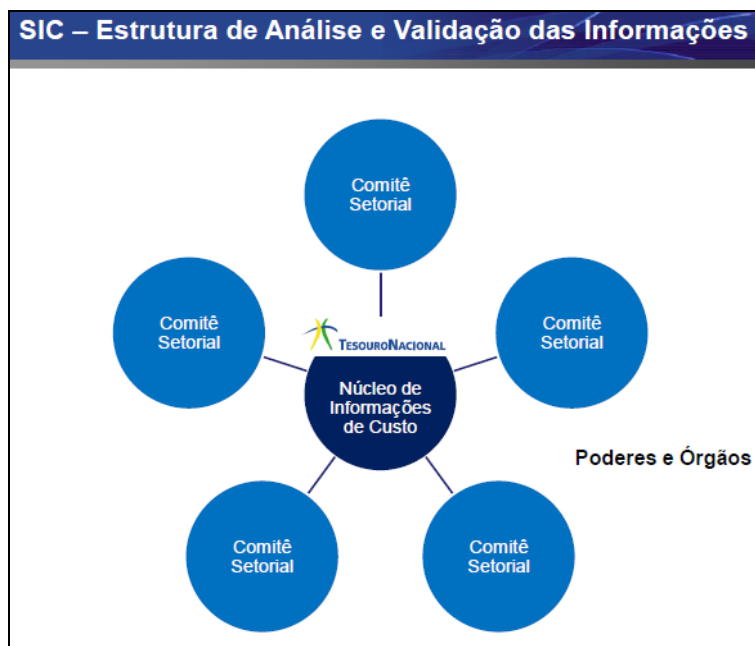 SIC – Estrutura de Análise e Validação das Informações
Comitê
Setorial
Comitê
Setorial
Comitê
Setorial
TESOURONACIONAL
Núcleo de
Informações
de Custo
Poderes e Órgãos
Comitê
Setorial
Comitê
Setorial